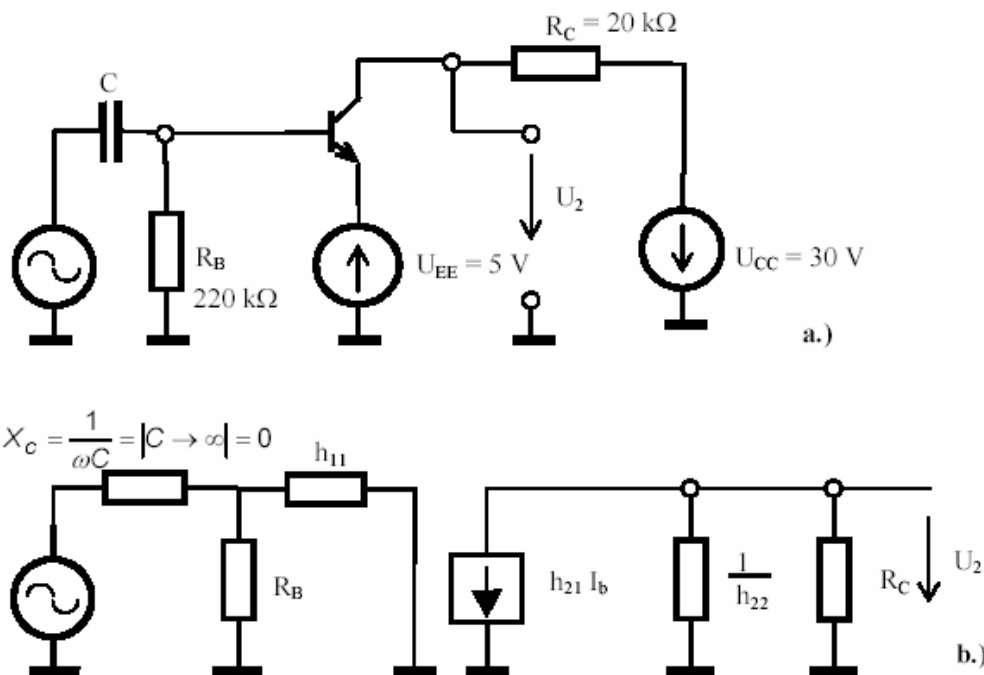 R_C = 20 kΩ
C
U_2
R_B
220 kΩ
U_EE = 5 V
U_CC = 30 V
a.)
X_c = 1/ωC = |C → ∞| = 0
h_11
R_B
h_21 I_b
1/h_22
R_C
U_2
b.)